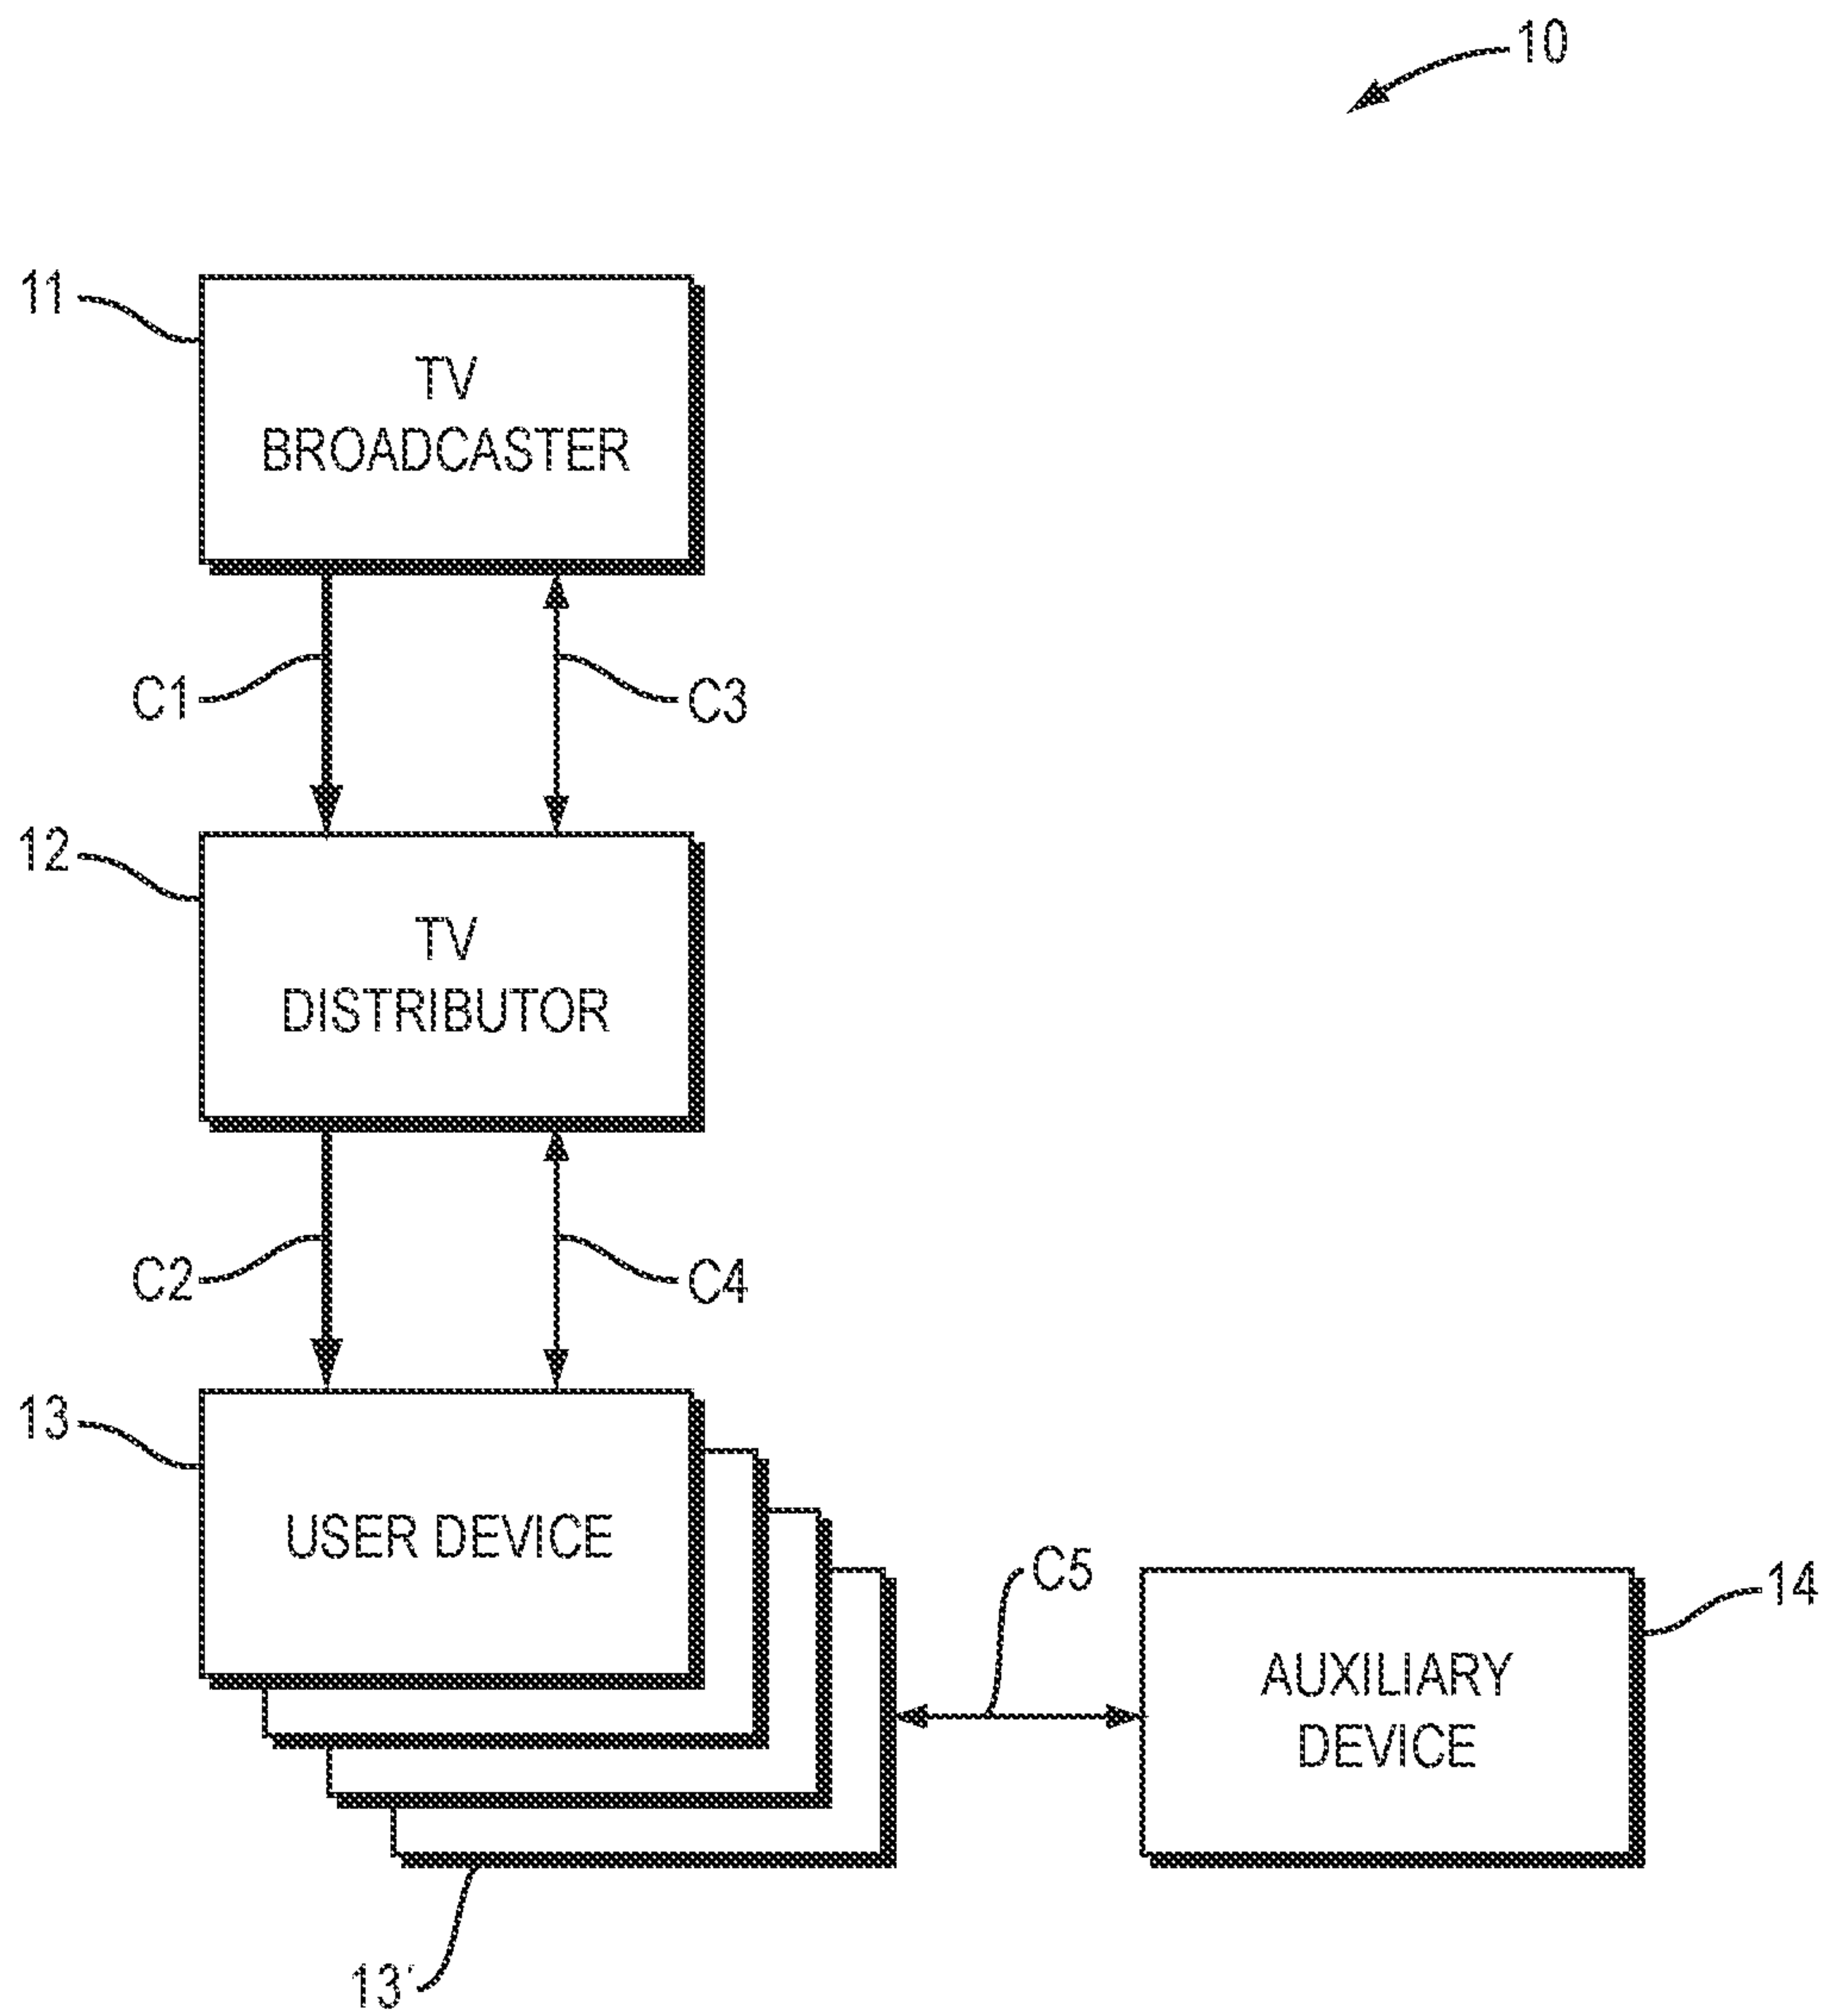 10
11
TV
BROADCASTER
C1
C3
12
TV
DISTRIBUTOR
C2
C4
13
USER DEVICE
C5
14
AUXILIARY
DEVICE
13'